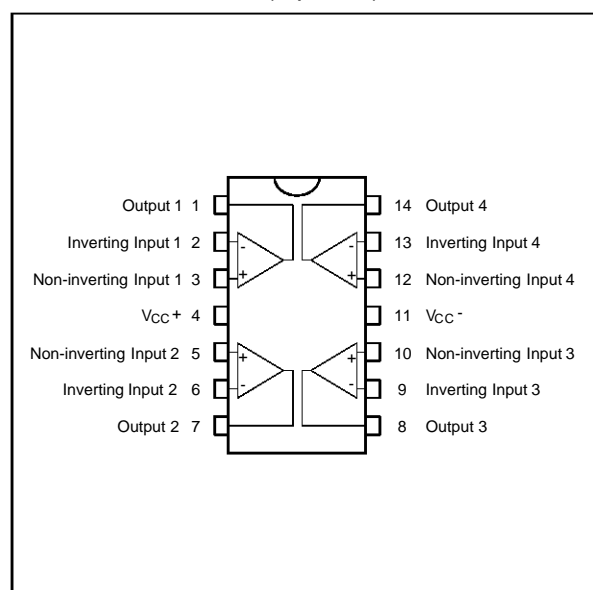 Output 1 1 14 Output 4
- -
Inverting Input 1 2 13 Inverting Input 4
Non-inverting Input 1 3 + + 12 Non-inverting Input 4
VCC + 4 11 VCC -
Non-inverting Input 2 5 + + 10 Non-inverting Input 3
Inverting Input 2 6 - - 9 Inverting Input 3
Output 2 7 8 Output 3